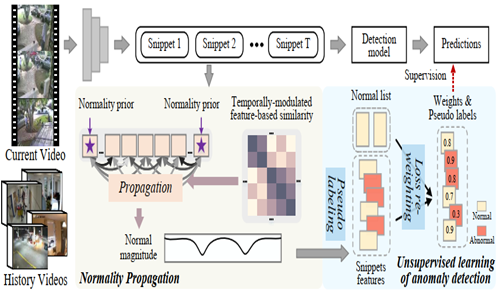 Snippet 1
Snippet 2
Snippet T
Detection
model
Predictions
Supervision
Normality prior
Normality prior
Temporally-modulated
feature-based similarity
Normal list
Weights &
Pseudo labels
Current Video
Propagation
Pseudo
labeling
Loss re-
weighting
0.8
0.9
0.8
0.7
0.3
0.9
Normal
Abnormal
Normal
magnitude
Snippets
features
History Videos
Normality Propagation
Unsupervised learning
of anomaly detection